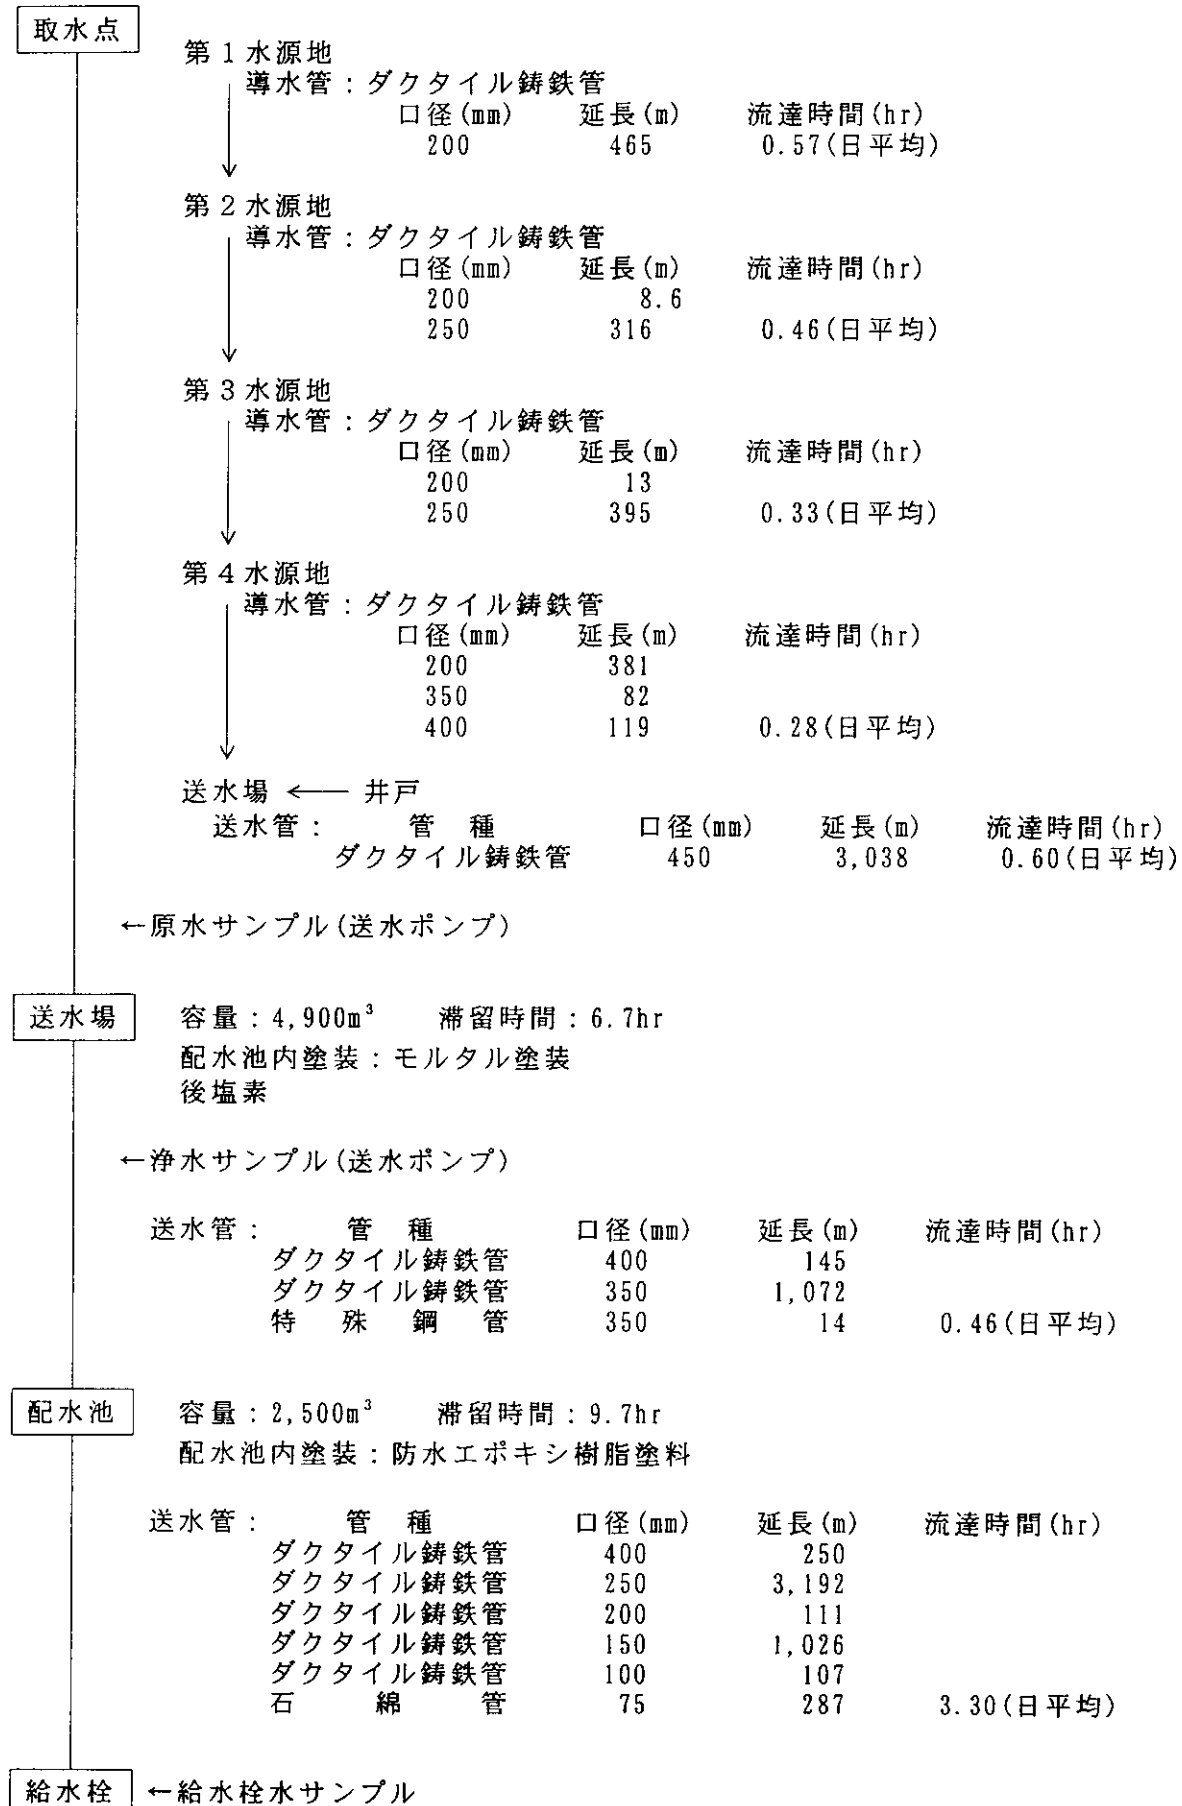 取水点
第1水源地
導水管：ダクタイル鋳鉄管
口径(mm) 延長(m) 流達時間(hr)
200 465 0.57(日平均)
第2水源地
導水管：ダクタイル鋳鉄管
口径(mm) 延長(m) 流達時間(hr)
200 8.6
250 316 0.46(日平均)
第3水源地
導水管：ダクタイル鋳鉄管
口径(mm) 延長(m) 流達時間(hr)
200 13
250 395 0.33(日平均)
第4水源地
導水管：ダクタイル鋳鉄管
口径(mm) 延長(m) 流達時間(hr)
200 381
350 82
400 119 0.28(日平均)
送水場 ←── 井戸
送水管： 管 種 口径(mm) 延長(m) 流達時間(hr)
ダクタイル鋳鉄管 450 3,038 0.60(日平均)
←原水サンプル(送水ポンプ)
送水場 容量：4,900m³ 滞留時間：6.7hr
配水池内塗装：モルタル塗装
後塩素
←浄水サンプル(送水ポンプ)
送水管： 管 種 口径(mm) 延長(m) 流達時間(hr)
ダクタイル鋳鉄管 400 145
ダクタイル鋳鉄管 350 1,072
特 殊 鋼 管 350 14 0.46(日平均)
配水池 容量：2,500m³ 滞留時間：9.7hr
配水池内塗装：防水エポキシ樹脂塗料
送水管： 管 種 口径(mm) 延長(m) 流達時間(hr)
ダクタイル鋳鉄管 400 250
ダクタイル鋳鉄管 250 3,192
ダクタイル鋳鉄管 200 111
ダクタイル鋳鉄管 150 1,026
ダクタイル鋳鉄管 100 107
石 綿 管 75 287 3.30(日平均)
給水栓 ←給水栓水サンプル